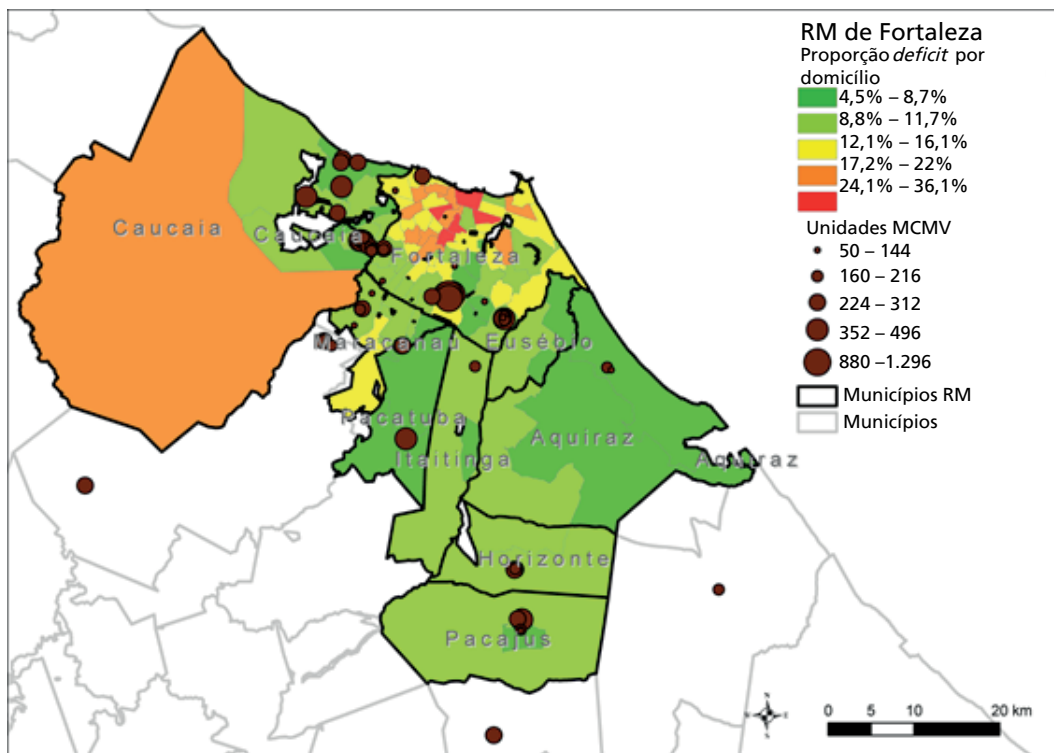 RM de Fortaleza
Proporção deficit por
domicílio
4,5% – 8,7%
8,8% – 11,7%
12,1% – 16,1%
17,2% – 22%
24,1% – 36,1%
Unidades MCMV
50 – 144
160 – 216
224 – 312
352 – 496
880 –1.296
Municípios RM
Municípios
Caucaia
Caucaia
Fortaleza
Maracanau
Eusébio
Pacatuba
Itaitinga
Aquiraz
Aquiraz
Horizonte
Pacajus
N
0 5 10 20 km